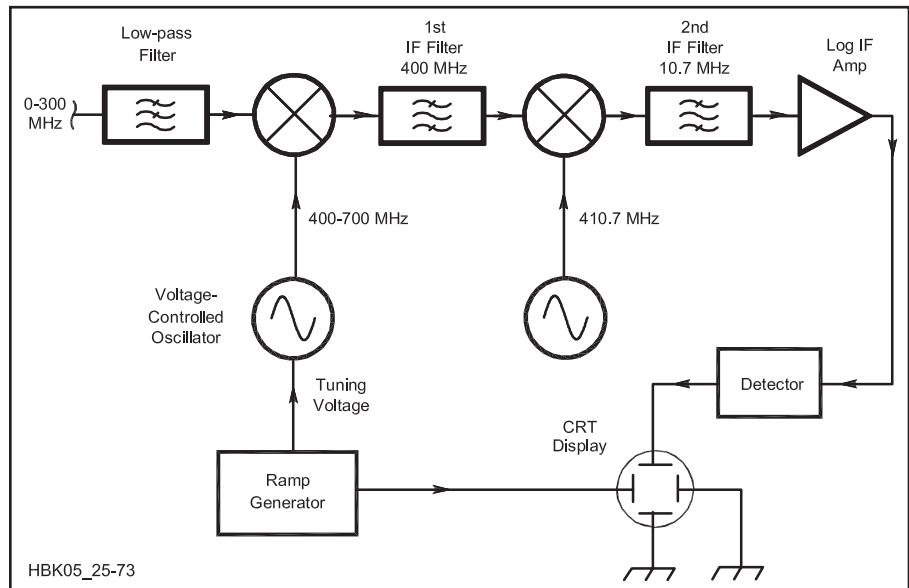 Low-pass
Filter
1st
IF Filter
400 MHz
2nd
IF Filter
10.7 MHz
Log IF
Amp
0-300
MHz
400-700 MHz
410.7 MHz
Voltage-
Controlled
Oscillator
Tuning
Voltage
Detector
CRT
Display
Ramp
Generator
HBK05_25-73